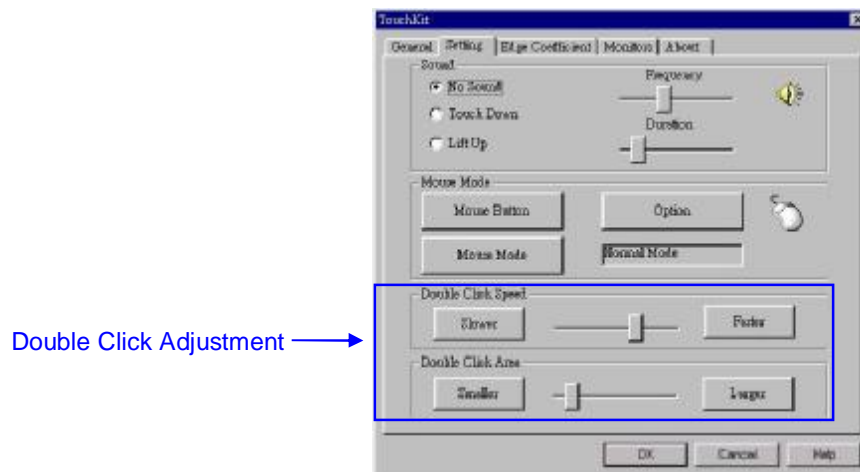 TouchKit
General Setting Edge Coefficient Monitors About
Sound
No Sound
Touch Down
Lift Up
Frequency
Duration
Mouse Mode
Mouse Button
Option
Mouse Mode
Normal Mode
Double Click Adjustment
Double Click Speed
Slower
Faster
Double Click Area
Smaller
Larger
OK
Cancel
Help